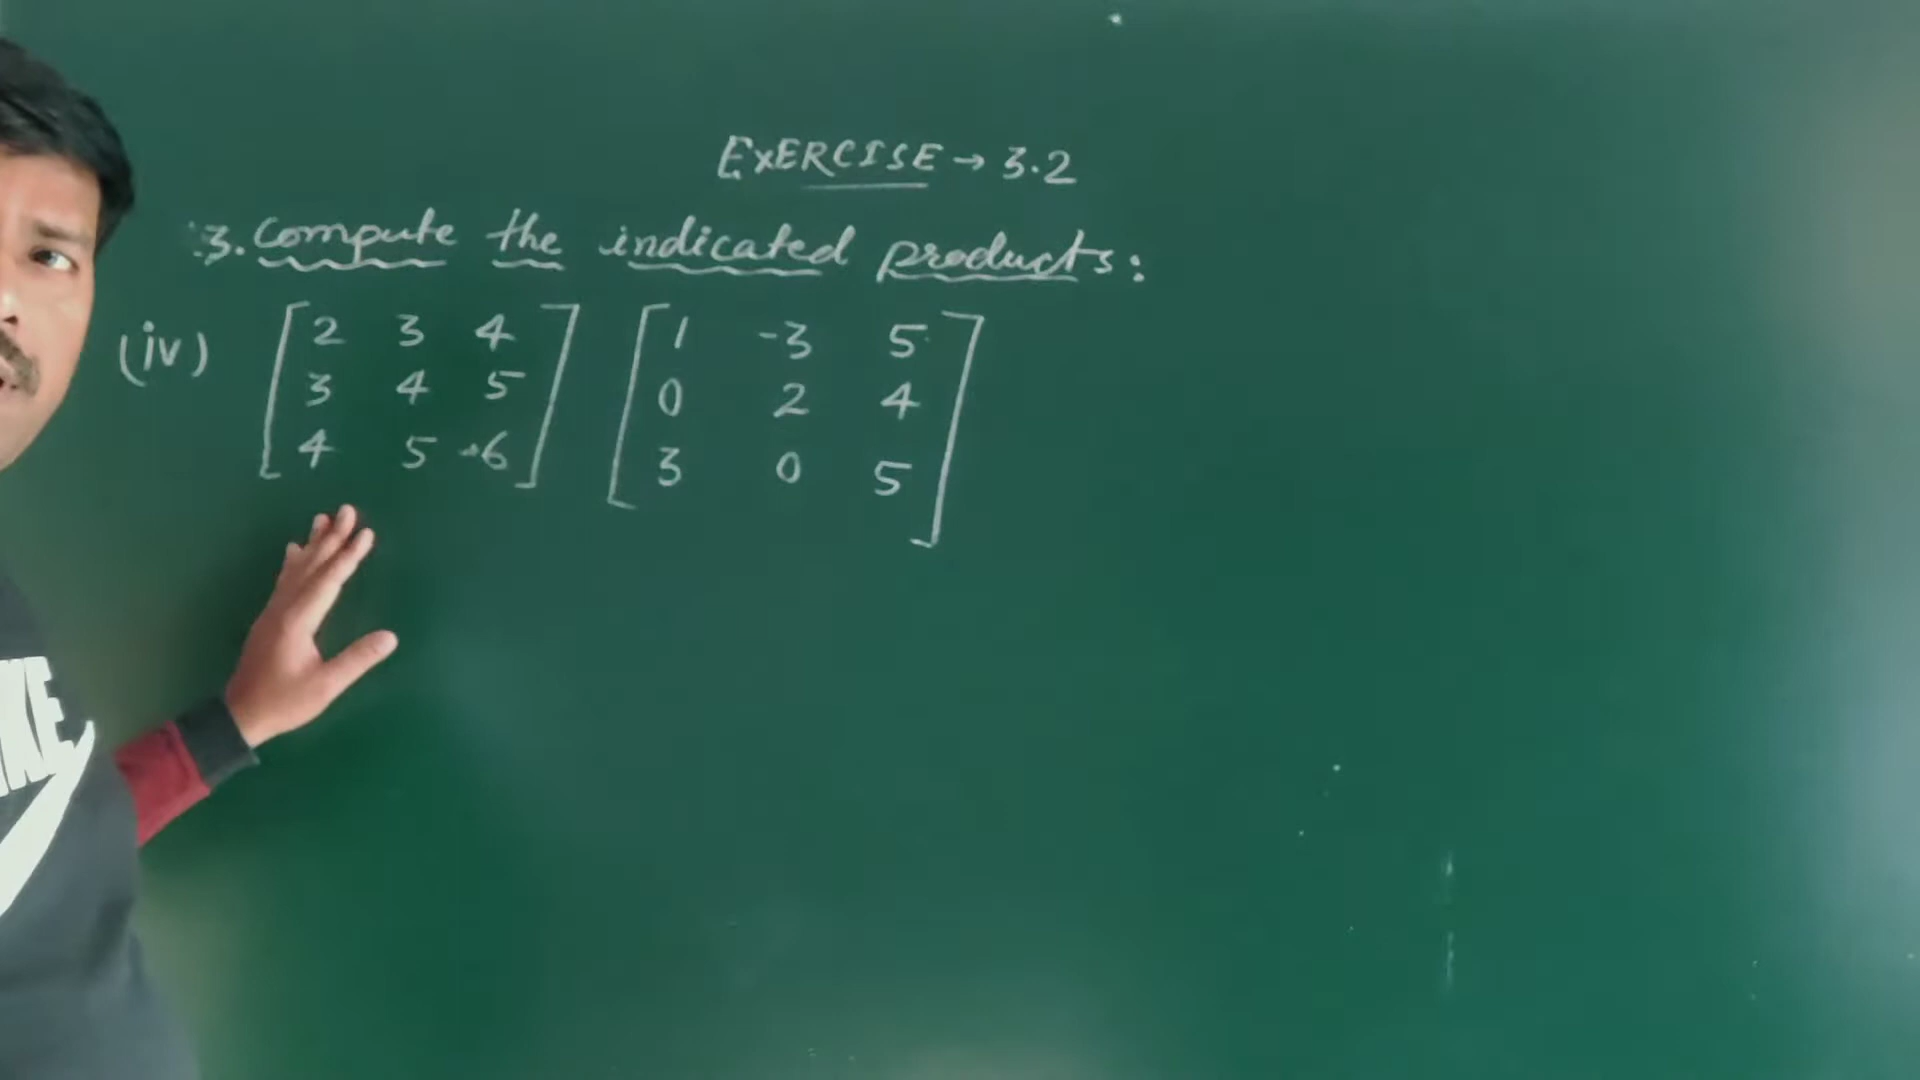 EXERCISE → 3.2
3. Compute the indicated products:
(iv) [2 3 4] [1 -3 5]
[3 4 5] [0 2 4]
[4 5 6] [3 0 5]
KE